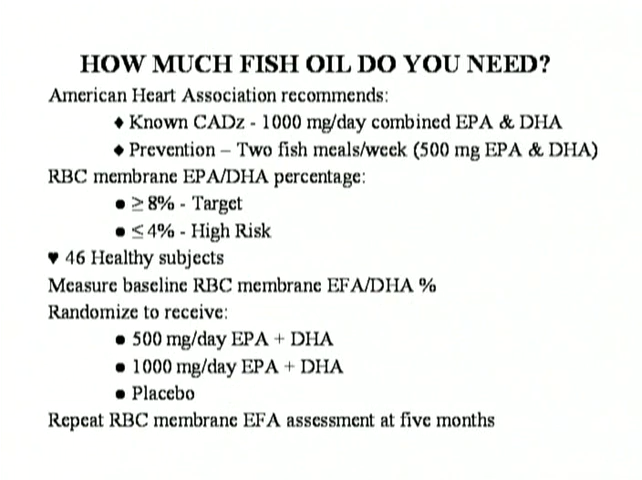 HOW MUCH FISH OIL DO YOU NEED?
American Heart Association recommends:
♦ Known CADz - 1000 mg/day combined EPA & DHA
♦ Prevention – Two fish meals/week (500 mg EPA & DHA)
RBC membrane EPA/DHA percentage:
● ≥ 8% - Target
● ≤ 4% - High Risk
♥ 46 Healthy subjects
Measure baseline RBC membrane EFA/DHA %
Randomize to receive:
● 500 mg/day EPA + DHA
● 1000 mg/day EPA + DHA
● Placebo
Repeat RBC membrane EFA assessment at five months